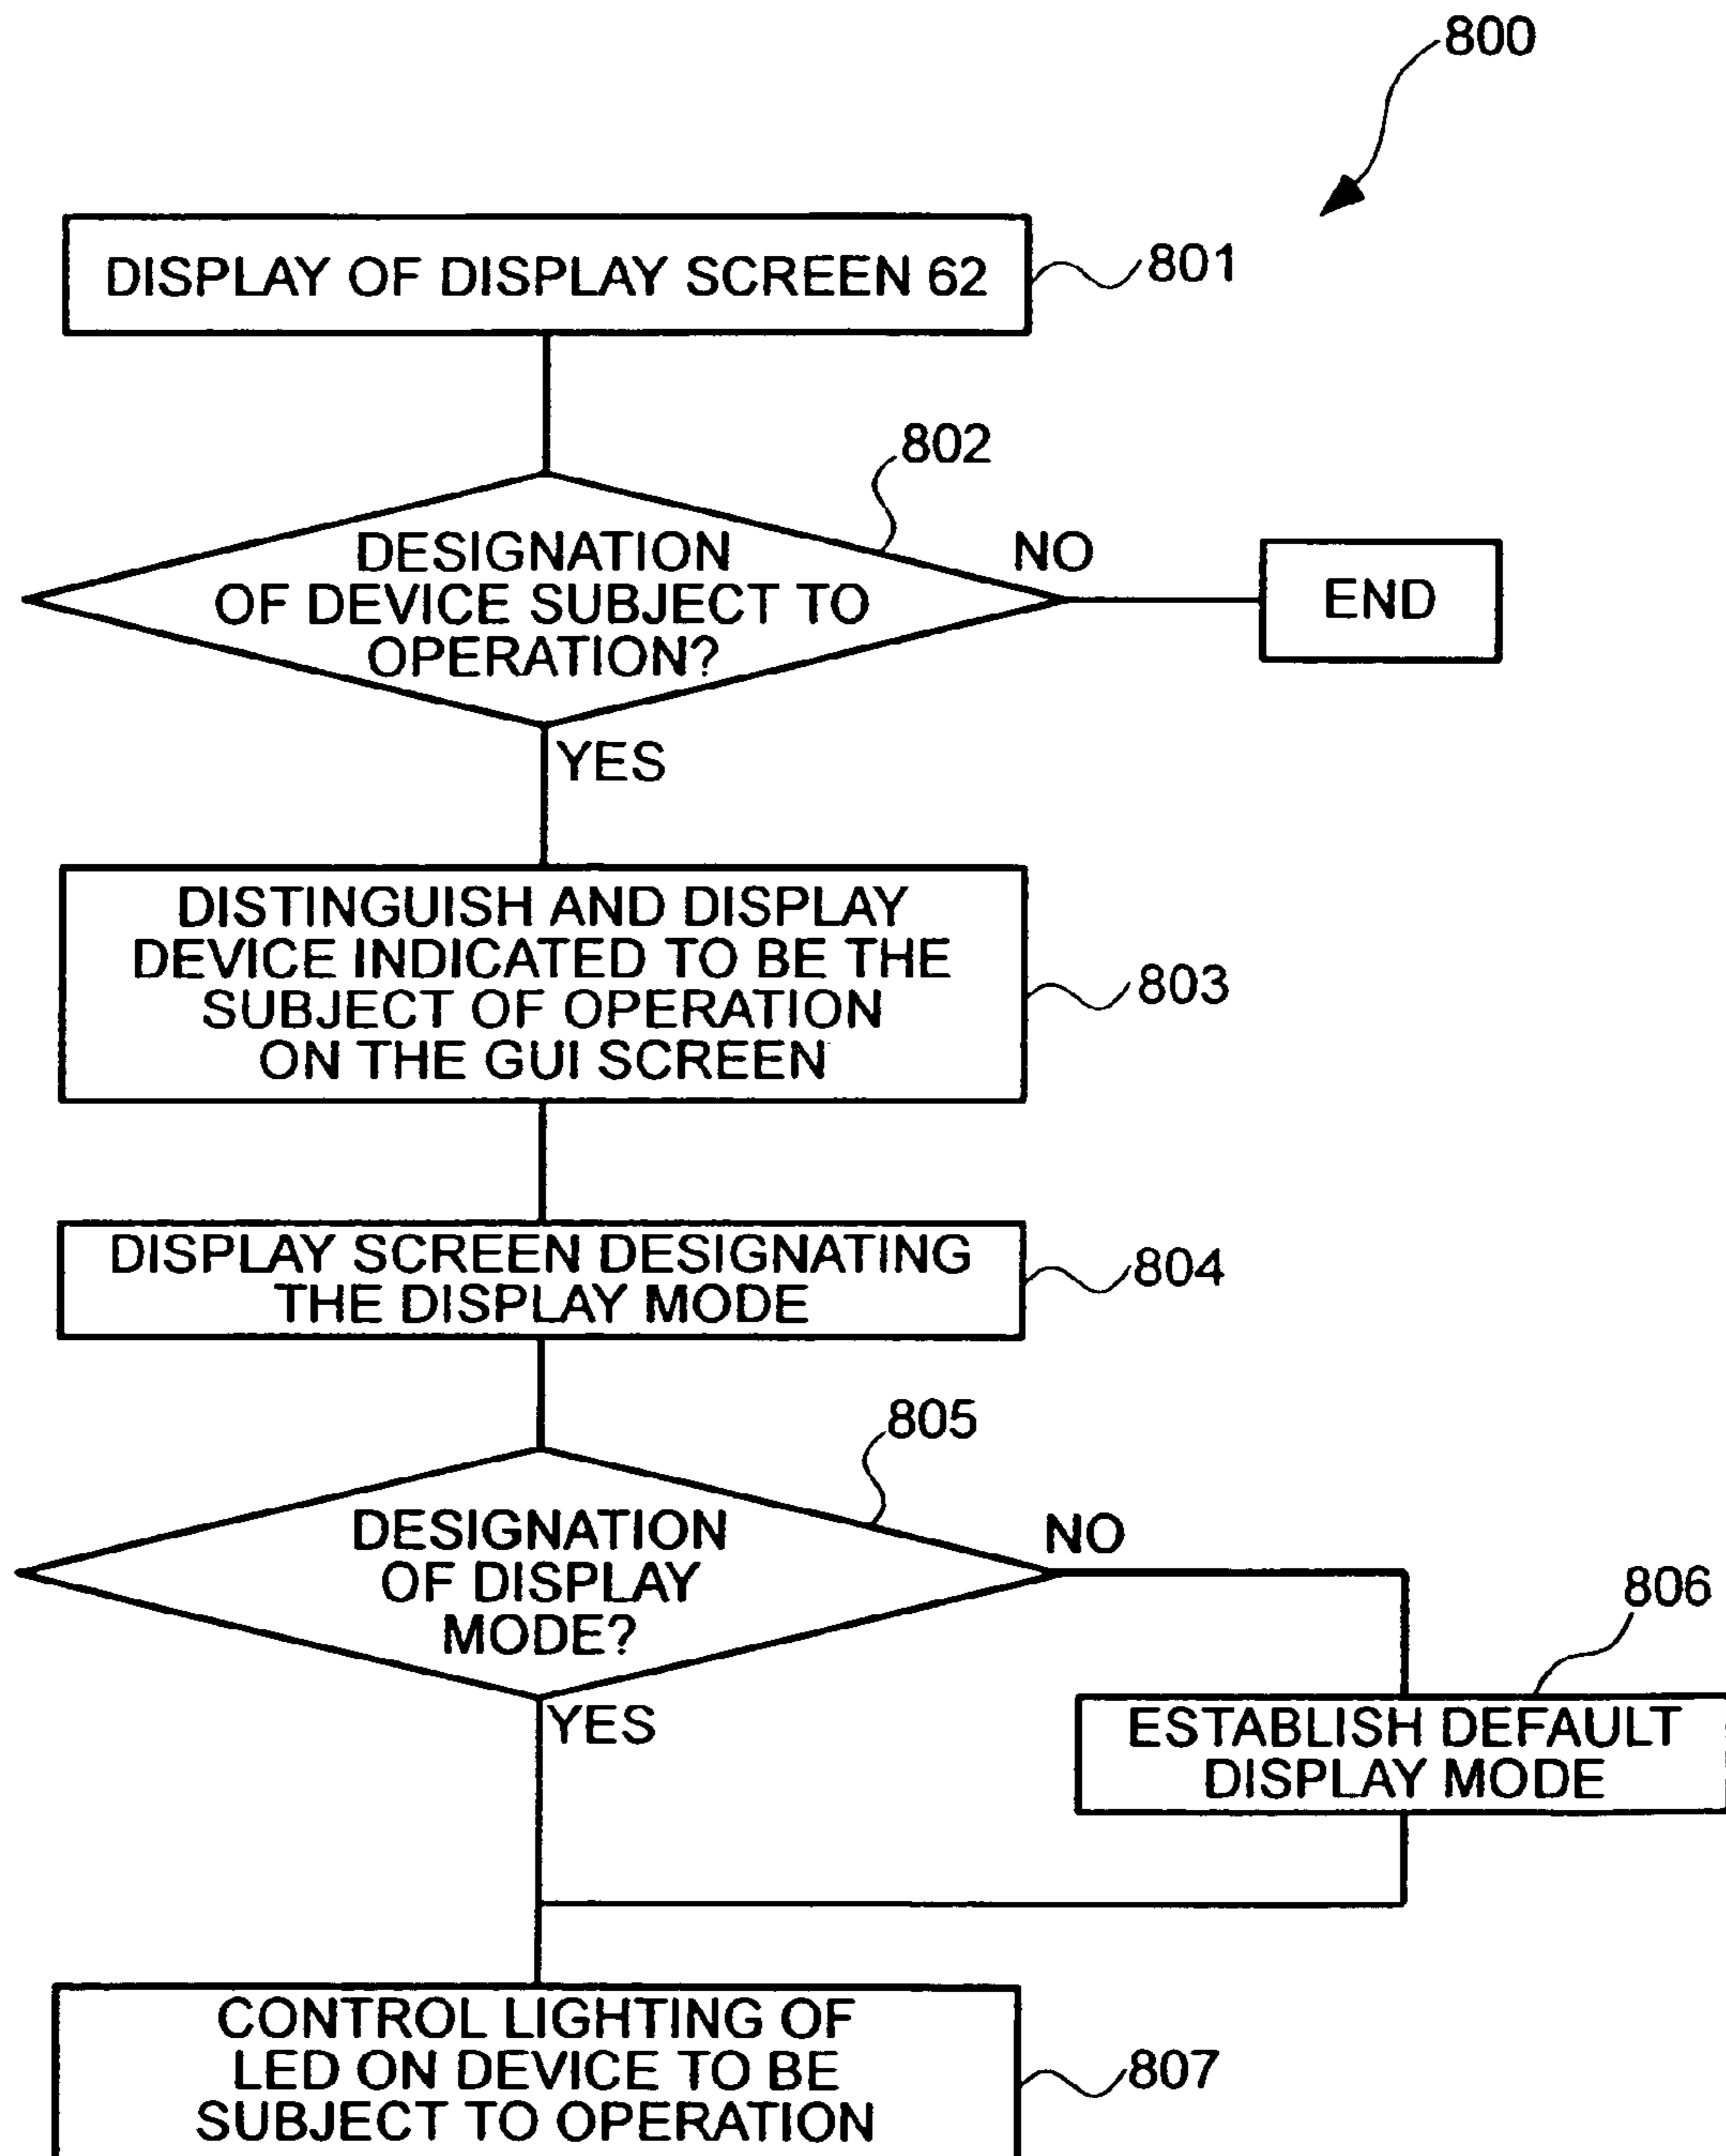 800
DISPLAY OF DISPLAY SCREEN 62
801
802
DESIGNATION
OF DEVICE SUBJECT TO
OPERATION?
NO
END
YES
DISTINGUISH AND DISPLAY
DEVICE INDICATED TO BE THE
SUBJECT OF OPERATION
ON THE GUI SCREEN
803
DISPLAY SCREEN DESIGNATING
THE DISPLAY MODE
804
805
DESIGNATION
OF DISPLAY
MODE?
NO
806
YES
ESTABLISH DEFAULT
DISPLAY MODE
CONTROL LIGHTING OF
LED ON DEVICE TO BE
SUBJECT TO OPERATION
807